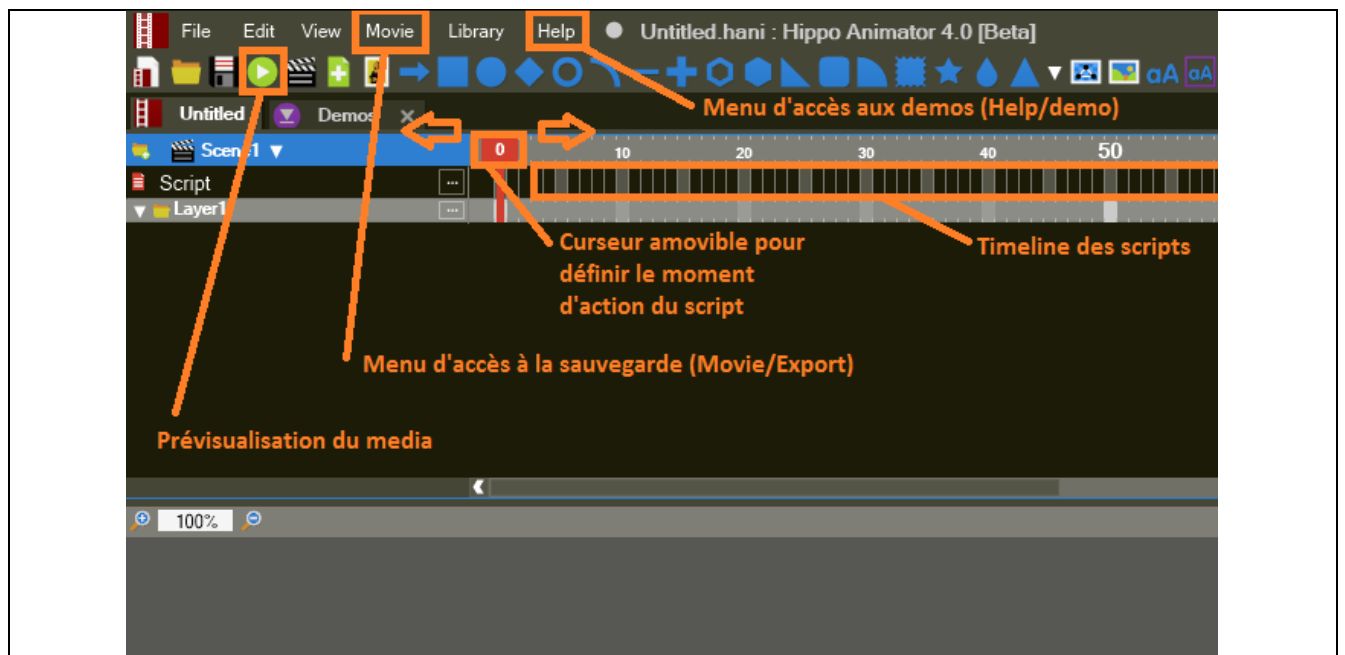 File Edit View Movie Library Help Untitled.hani : Hippo Animator 4.0 [Beta]
aA aA
Menu d'accès aux demos (Help/demo)
Untitled Demos
Scene1 0 10 20 30 40 50
Script
Layer1
Curseur amovible pour
définir le moment
d'action du script
Timeline des scripts
Menu d'accès à la sauvegarde (Movie/Export)
Prévisualisation du media
100%